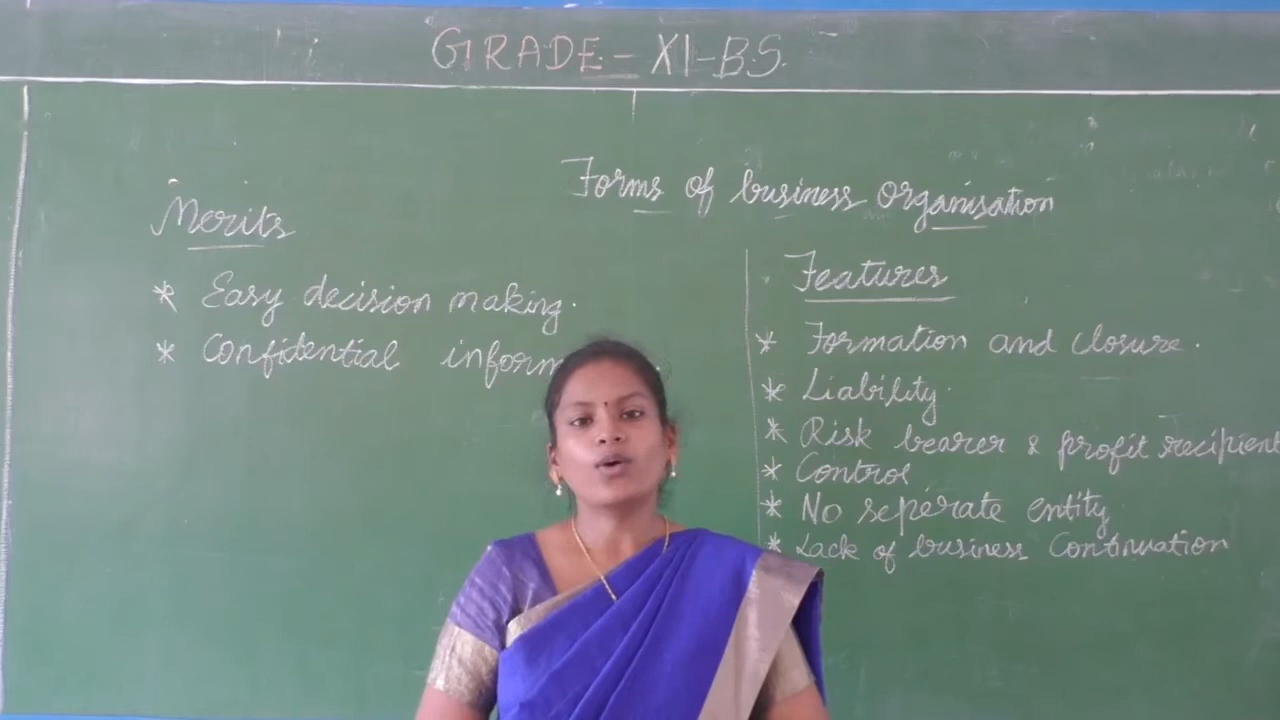 GRADE - XI-B.S.
Forms of business organisation
Merits
* Easy decision making.
* Confidential inform
Features
* Formation and closure.
* Liability
* Risk bearer & profit recipient
* Control
* No seperate entity
* Lack of business Continuation